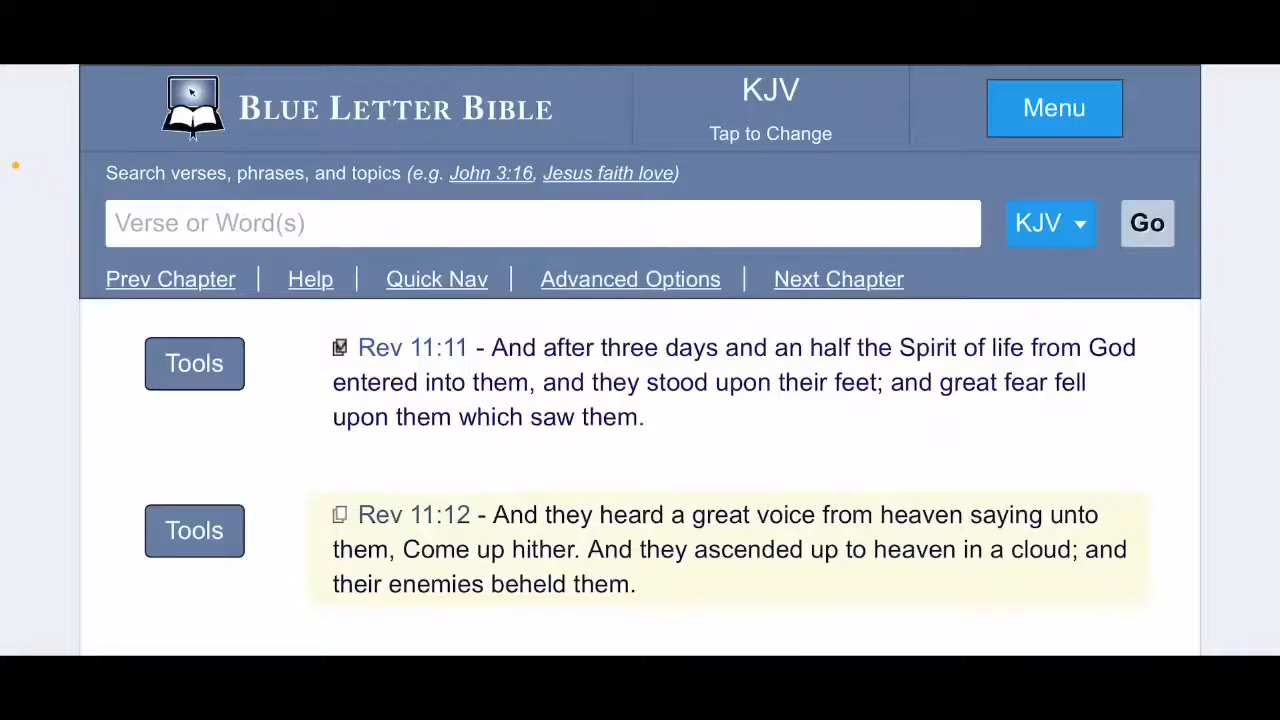 BLUE LETTER BIBLE
KJV
Tap to Change
Menu
Search verses, phrases, and topics (e.g. John 3:16, Jesus faith love)
Verse or Word(s)
KJV
Go
Prev Chapter
Help
Quick Nav
Advanced Options
Next Chapter
Tools
Rev 11:11 - And after three days and an half the Spirit of life from God
entered into them, and they stood upon their feet; and great fear fell
upon them which saw them.
Tools
Rev 11:12 - And they heard a great voice from heaven saying unto
them, Come up hither. And they ascended up to heaven in a cloud; and
their enemies beheld them.